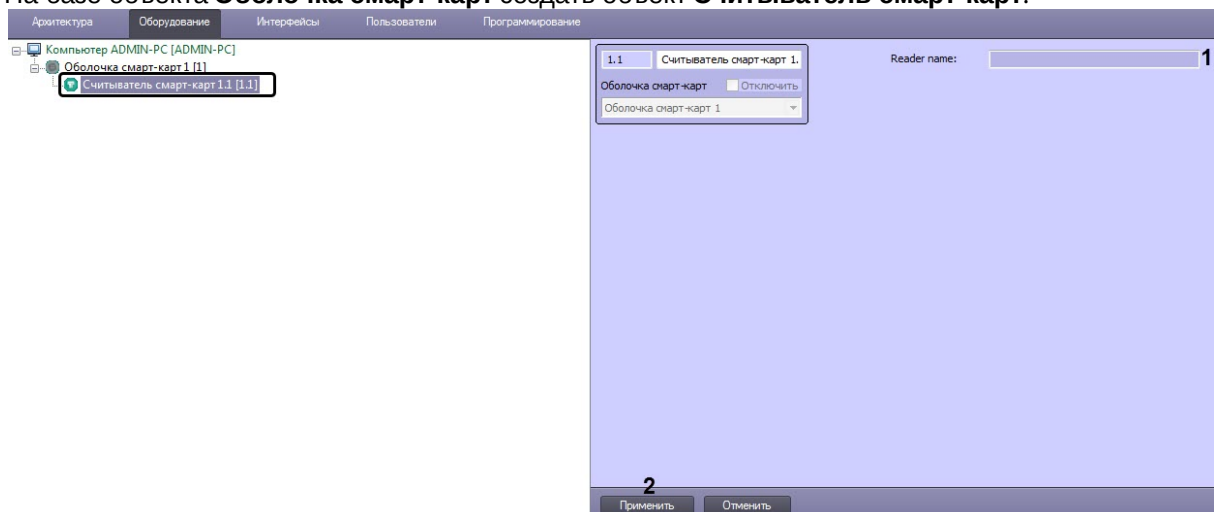 На базе объекта Оболочка смарт-карт создать объект Считыватель смарт-карт.
Архитектура Оборудование Интерфейсы Пользователи Программирование
Компьютер ADMIN-PC [ADMIN-PC]
Оболочка смарт-карт 1 [1]
Считыватель смарт-карт 1.1 [1.1]
1.1 Считыватель смарт-карт 1.
Оболочка смарт-карт Отключить
Оболочка смарт-карт 1
Reader name: 1
2
Применить Отменить